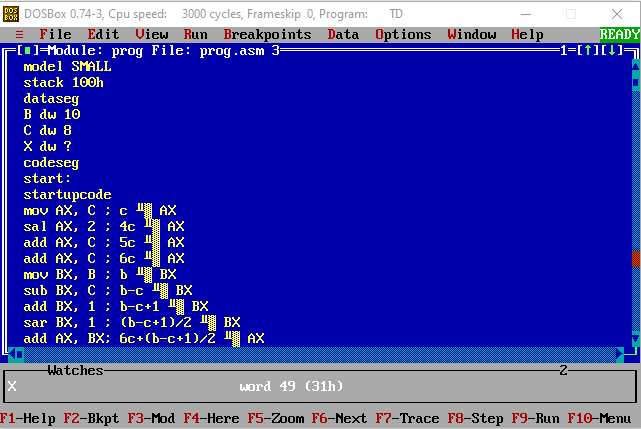 DOSBox 0.74-3, Cpu speed: 3000 cycles, Frameskip 0, Program: TD
≡ File Edit View Run Breakpoints Data Options Window Help READY
[■]=Module: prog File: prog.asm 3 1=[↑][↓]
model SMALL
stack 100h
dataseg
B dw 10
C dw 8
X dw ?
codeseg
start:
startupcode
mov AX, C ; c ╨▒ AX
sal AX, 2 ; 4c ╨▒ AX
add AX, C ; 5c ╨▒ AX
add AX, C ; 6c ╨▒ AX
mov BX, B ; b ╨▒ BX
sub BX, C ; b-c ╨▒ BX
add BX, 1 ; b-c+1 ╨▒ BX
sar BX, 1 ; (b-c+1)/2 ╨▒ BX
add AX, BX; 6c+(b-c+1)/2 ╨▒ AX
Watches 2
X word 49 (31h)
F1-Help F2-Bkpt F3-Mod F4-Here F5-Zoom F6-Next F7-Trace F8-Step F9-Run F10-Menu